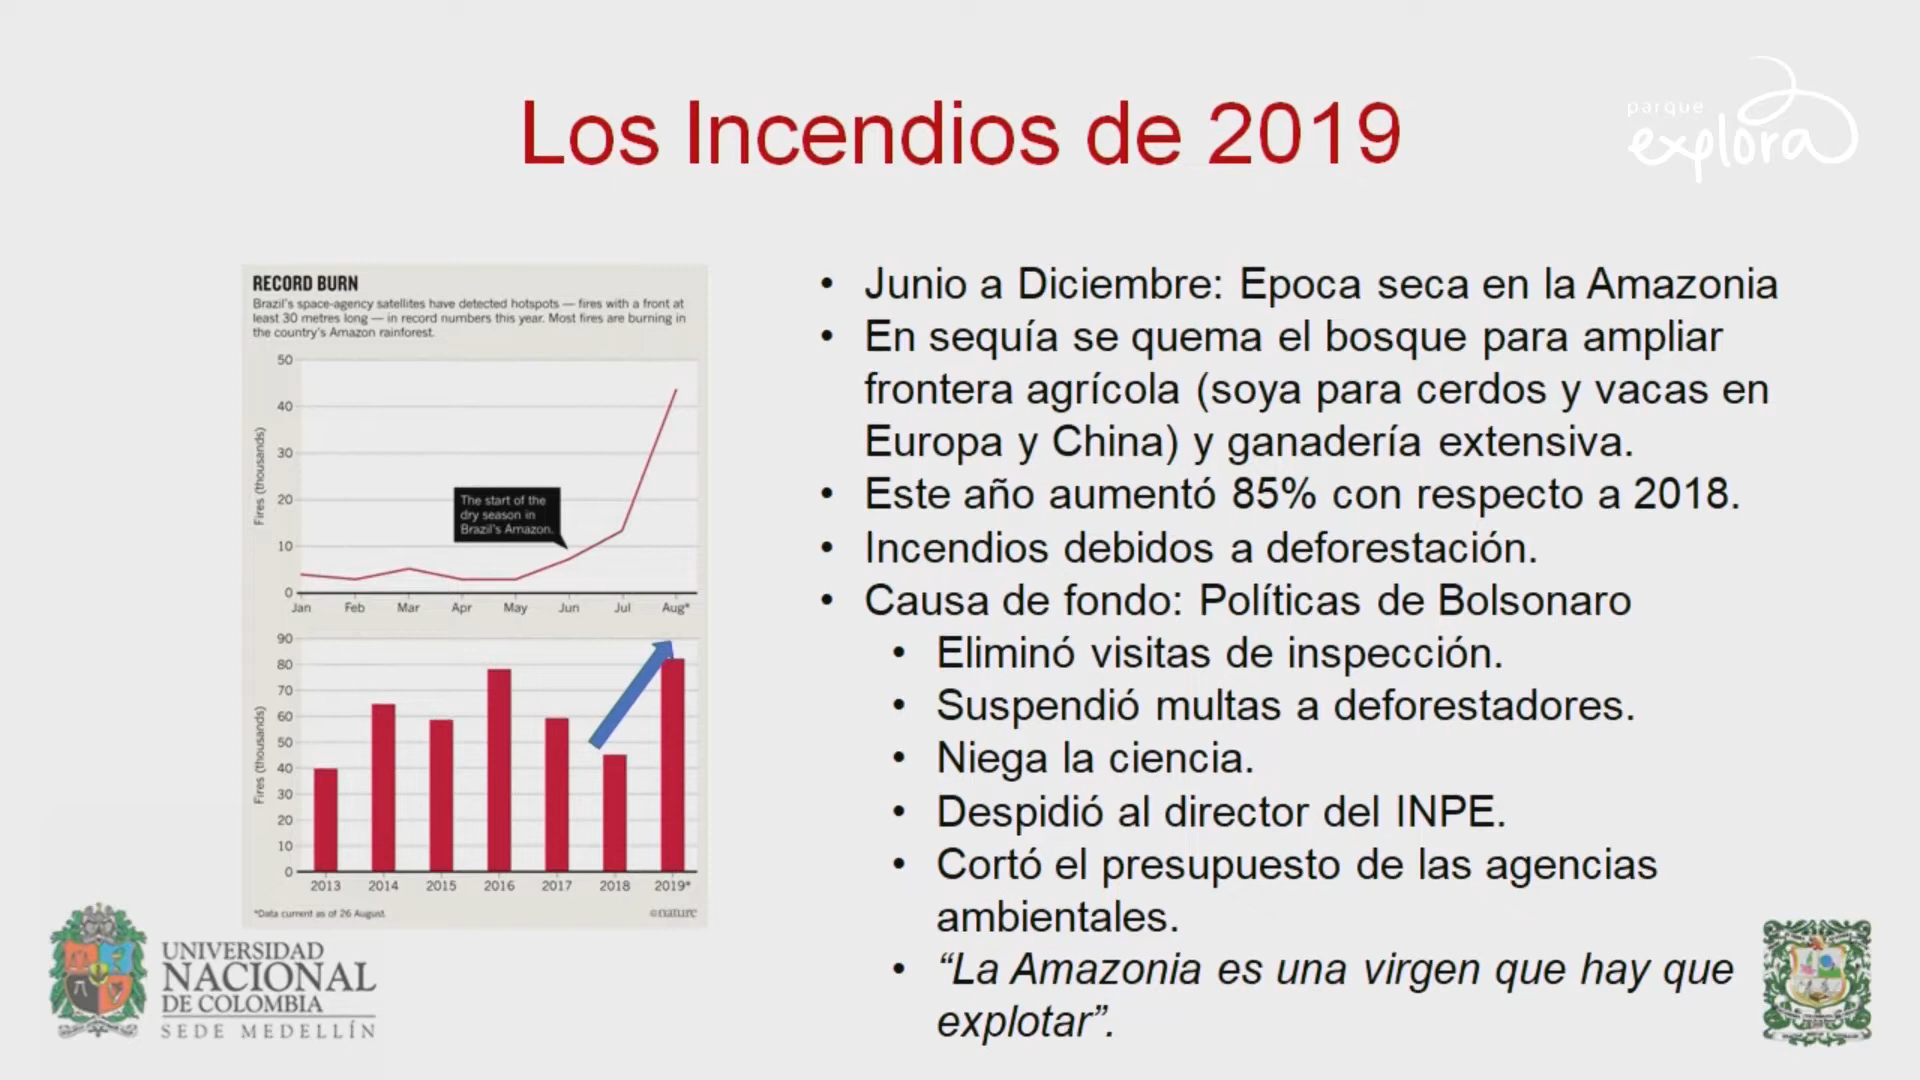 Los Incendios de 2019
parque
explora
RECORD BURN
Brazil's space-agency satellites have detected hotspots — fires with a front at
least 30 metres long — in record numbers this year. Most fires are burning in
the country's Amazon rainforest.
Fires (thousands)
50
40
30
20
10
0
The start of the
dry season in
Brazil's Amazon.
Jan Feb Mar Apr May Jun Jul Aug*
Fires (thousands)
90
80
70
60
50
40
30
20
10
0
2013 2014 2015 2016 2017 2018 2019*
*Data current as of 26 August.
©nature
• Junio a Diciembre: Epoca seca en la Amazonia
• En sequía se quema el bosque para ampliar
frontera agrícola (soya para cerdos y vacas en
Europa y China) y ganadería extensiva.
• Este año aumentó 85% con respecto a 2018.
• Incendios debidos a deforestación.
• Causa de fondo: Políticas de Bolsonaro
• Eliminó visitas de inspección.
• Suspendió multas a deforestadores.
• Niega la ciencia.
• Despidió al director del INPE.
• Cortó el presupuesto de las agencias
ambientales.
• “La Amazonia es una virgen que hay que
explotar”.
UNIVERSIDAD
NACIONAL
DE COLOMBIA
SEDE MEDELLÍN